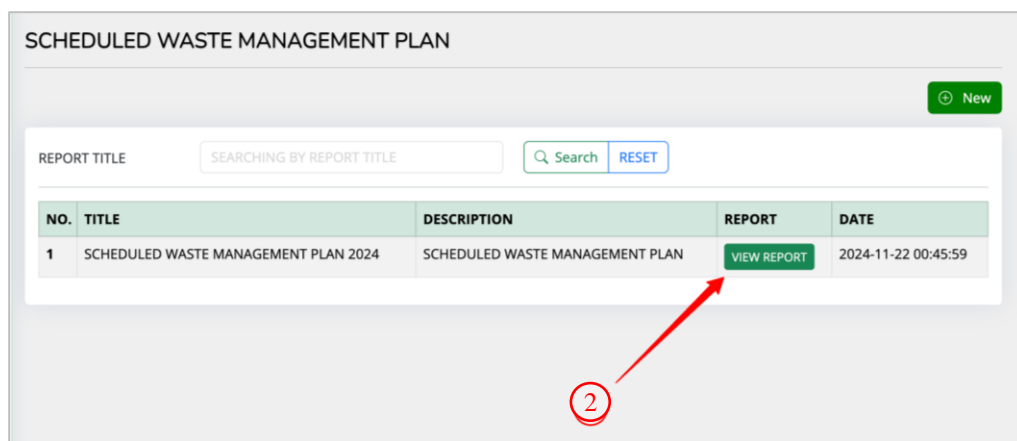 SCHEDULED WASTE MANAGEMENT PLAN
New
REPORT TITLE SEARCHING BY REPORT TITLE Search RESET
NO. TITLE DESCRIPTION REPORT DATE
1 SCHEDULED WASTE MANAGEMENT PLAN 2024 SCHEDULED WASTE MANAGEMENT PLAN VIEW REPORT 2024-11-22 00:45:59
2